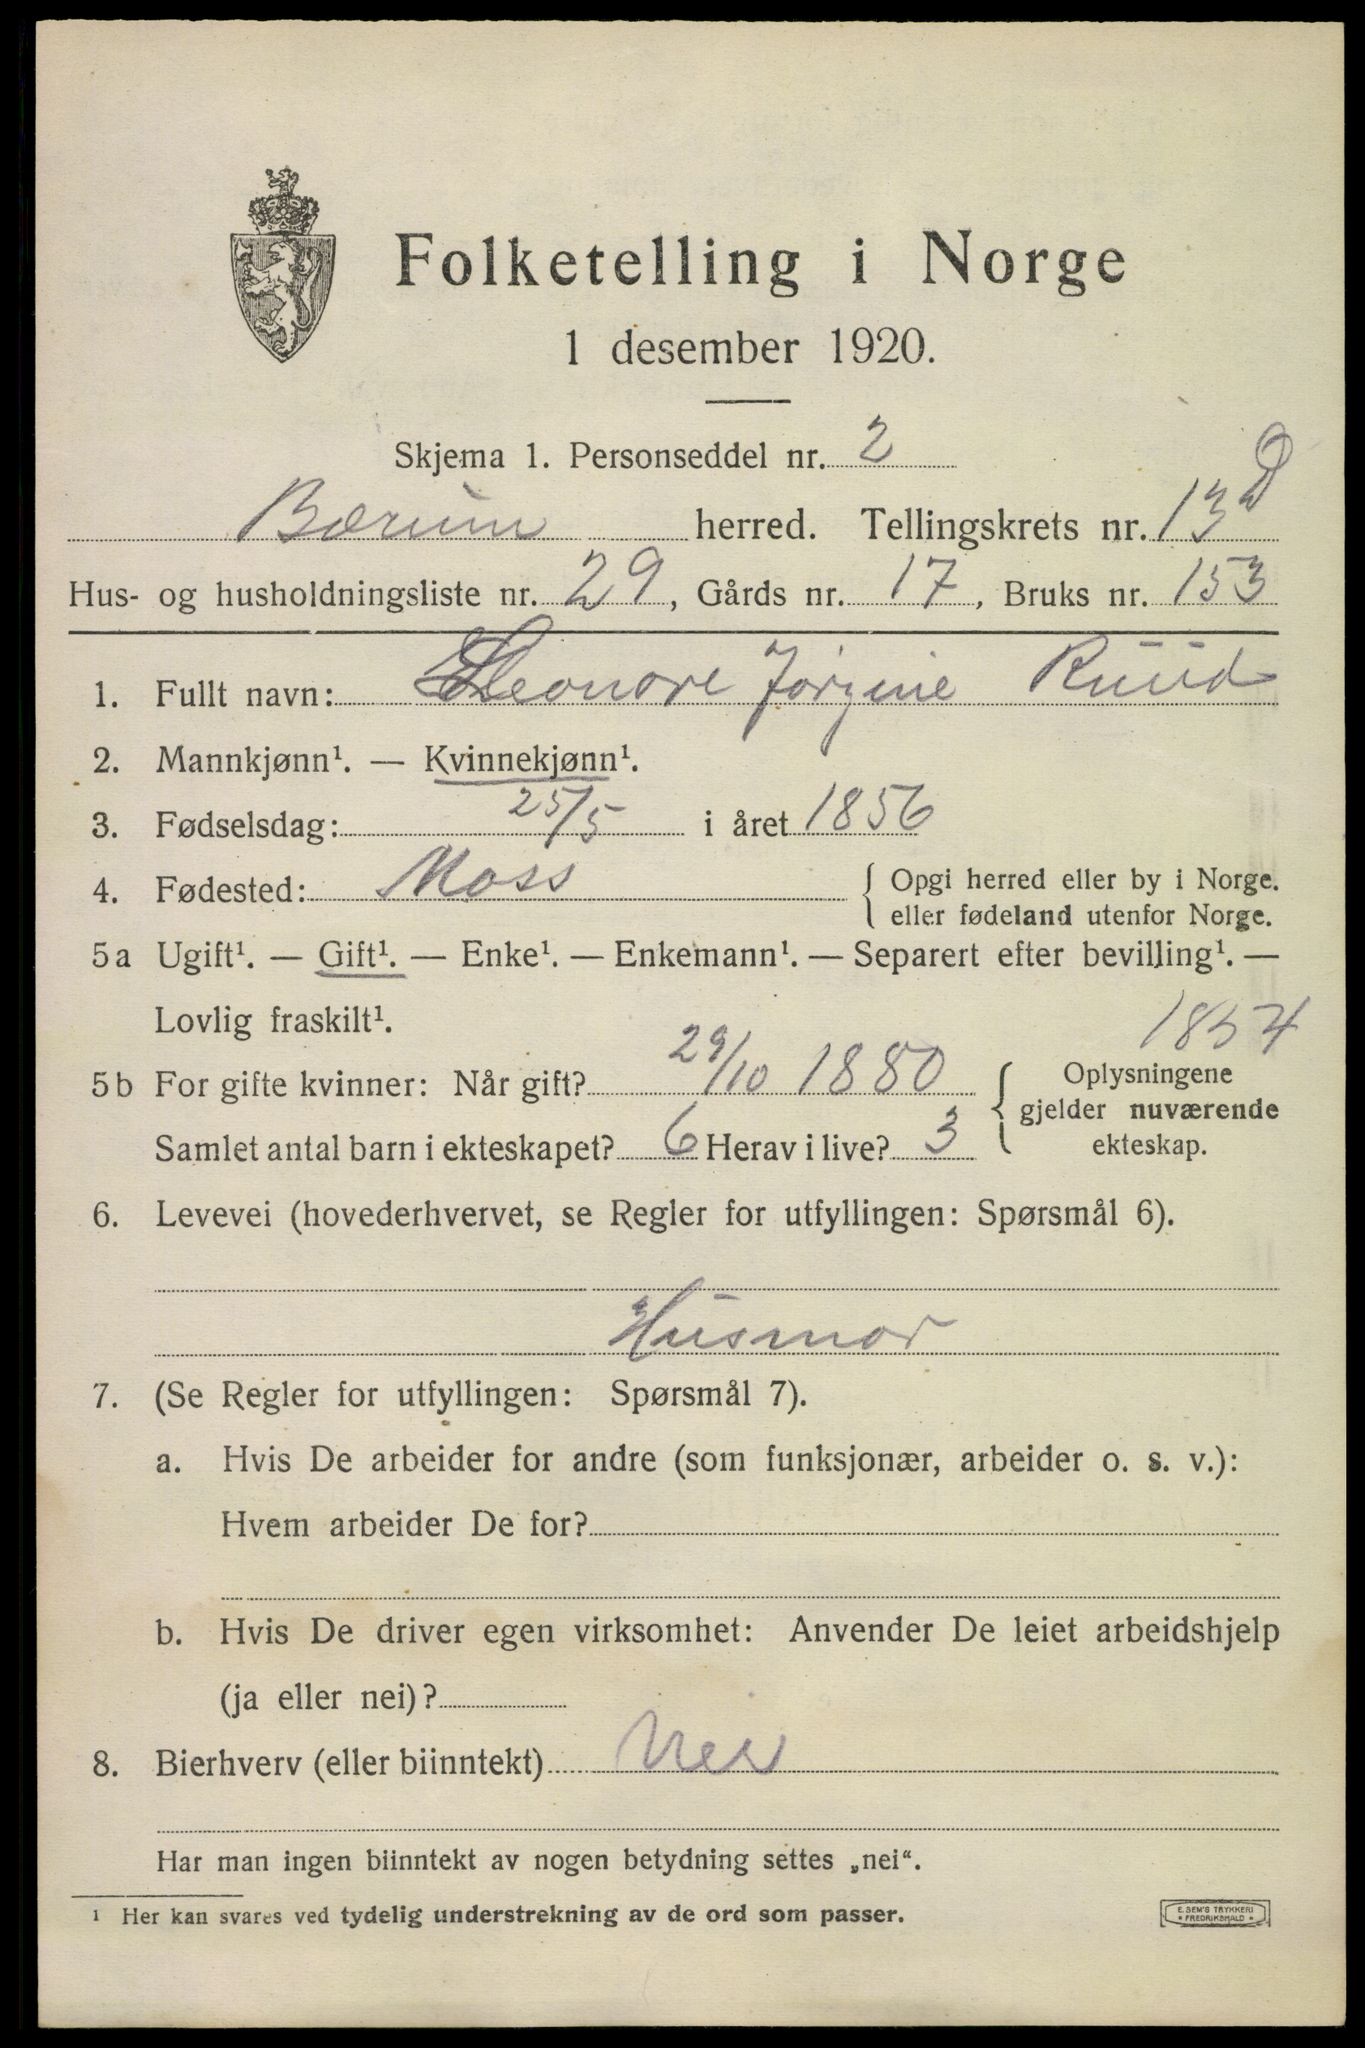 Folketelling i Norge
1 desember 1920.
Skjema 1. Personseddel nr. 2
Bærum herred. Tellingskrets nr. 13 D
Hus- og husholdningsliste nr. 29, Gårds nr. 17, Bruks nr. 153
1. Fullt navn: Eleonore Jørgine Ruud
2. Mannkjønn¹. — Kvinnekjønn¹.
3. Fødselsdag: 25/5 i året 1856
4. Fødested: Moss { Opgi herred eller by i Norge.
eller fødeland utenfor Norge.
5a Ugift¹. — Gift¹. — Enke¹. — Enkemann¹. — Separert efter bevilling¹. —
Lovlig fraskilt¹.
1854
5b For gifte kvinner: Når gift? 29/10 1880 { Oplysningene
gjelder nuværende
ekteskap.
Samlet antal barn i ekteskapet? 6 Herav i live? 3
6. Levevei (hovederhvervet, se Regler for utfyllingen: Spørsmål 6).
Husmor
7. (Se Regler for utfyllingen: Spørsmål 7).
a. Hvis De arbeider for andre (som funksjonær, arbeider o. s. v.):
Hvem arbeider De for?
b. Hvis De driver egen virksomhet: Anvender De leiet arbeidshjelp
(ja eller nei)?
8. Bierhverv (eller biinntekt) Nei
Har man ingen biinntekt av nogen betydning settes „nei“.
¹ Her kan svares ved tydelig understrekning av de ord som passer.
E. SEM'S TRYKKERI
* FREDRIKSHALD *